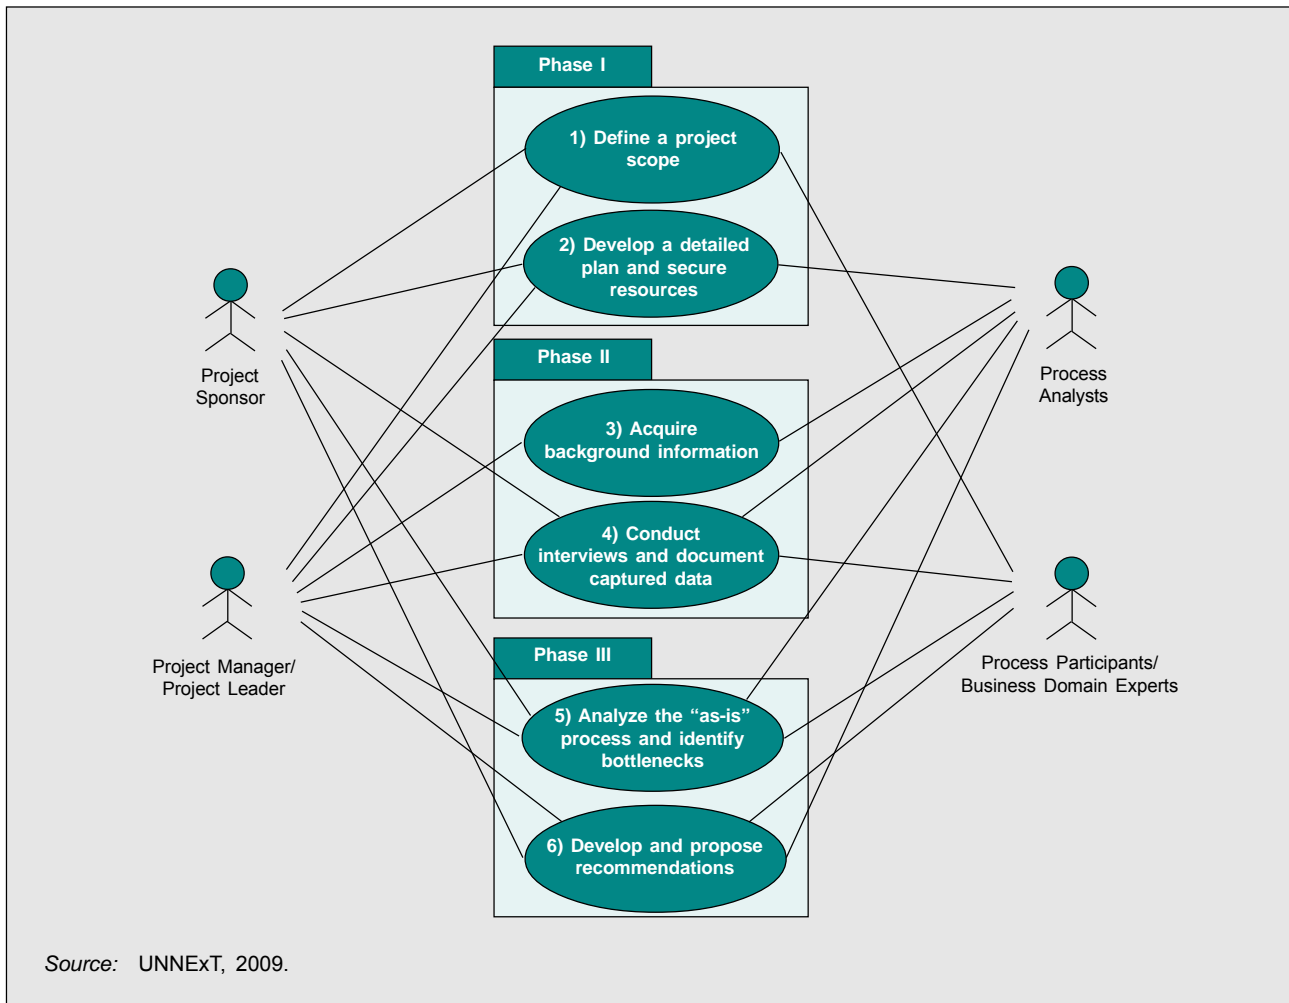 Phase I
1) Define a project
scope
2) Develop a detailed
plan and secure
resources
Project
Sponsor
Process
Analysts
Phase II
3) Acquire
background information
4) Conduct
interviews and document
captured data
Project Manager/
Project Leader
Process Participants/
Business Domain Experts
Phase III
5) Analyze the “as-is”
process and identify
bottlenecks
6) Develop and propose
recommendations
Source: UNNExT, 2009.